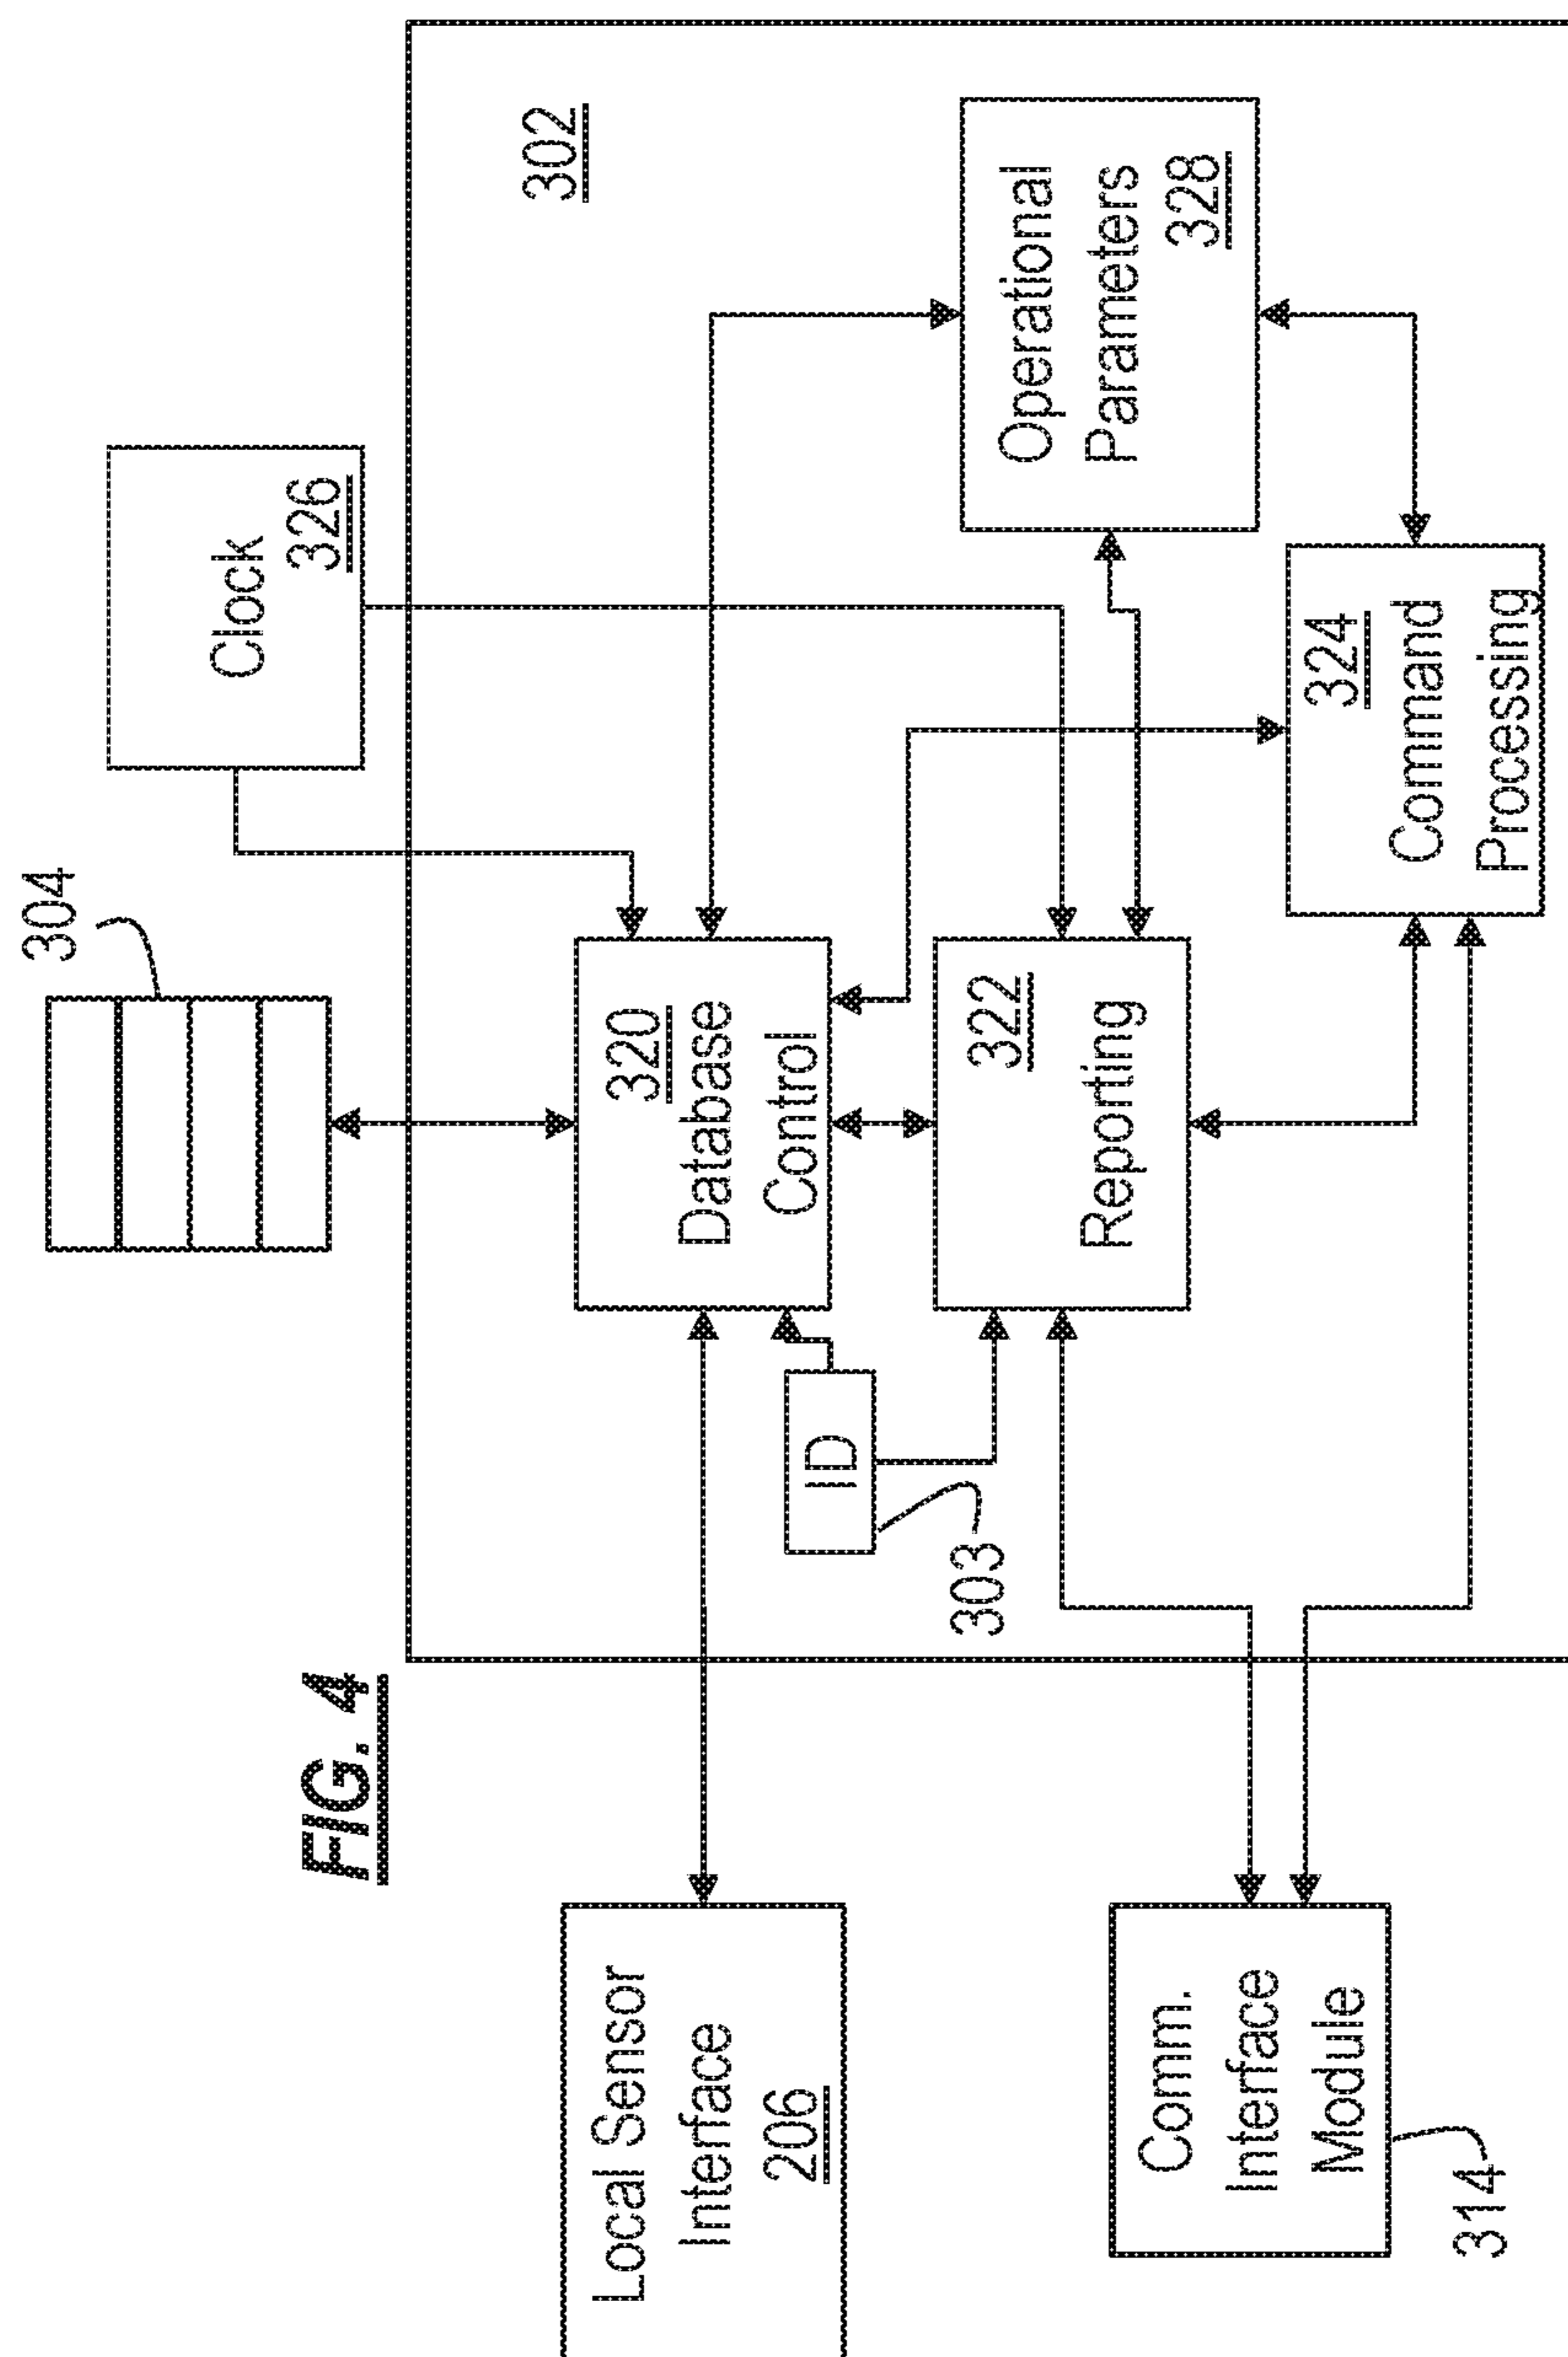 FIG. 4
304
Clock
326
302
Local Sensor
Interface
206
320
Database
Control
ID
303
322
Reporting
Operational
Parameters
328
Comm.
Interface
Module
314
324
Command
Processing